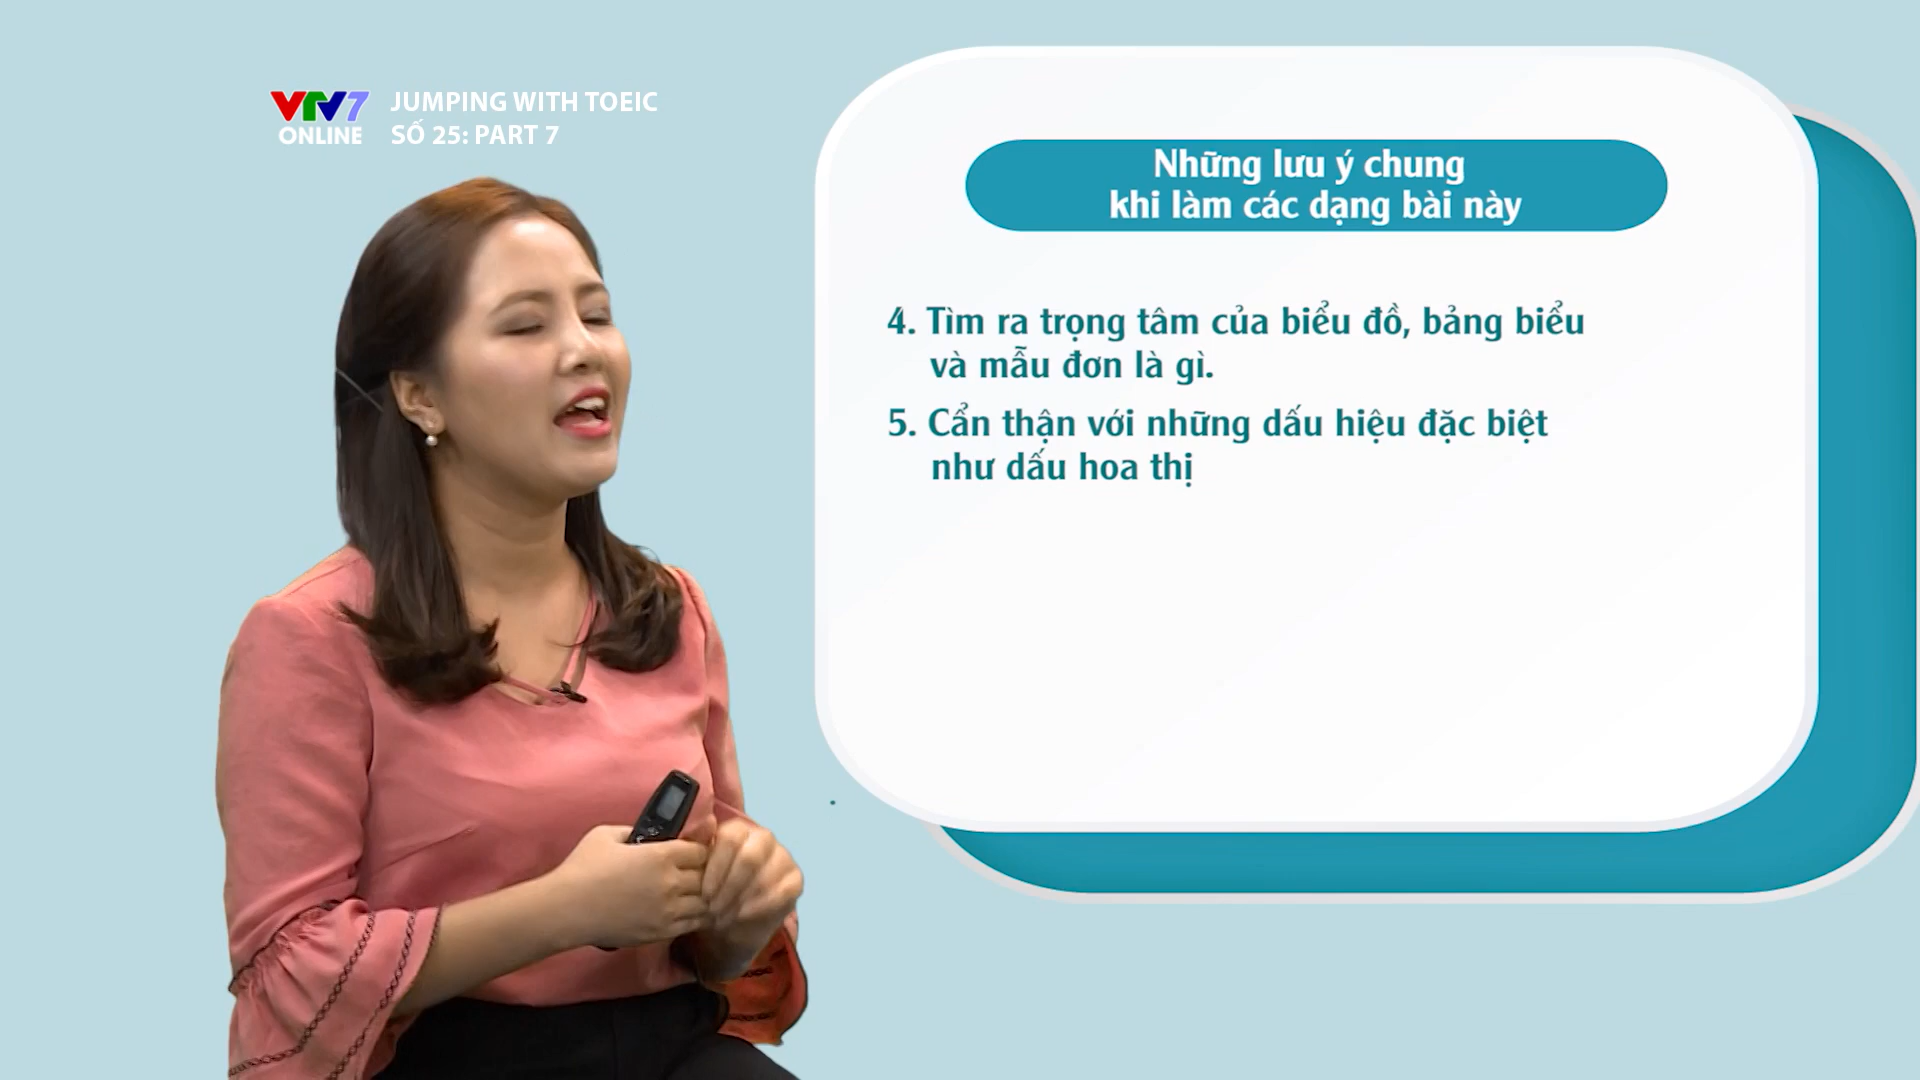 VTV7
ONLINE
JUMPING WITH TOEIC
SỐ 25: PART 7
Những lưu ý chung
khi làm các dạng bài này
4. Tìm ra trọng tâm của biểu đồ, bảng biểu
và mẫu đơn là gì.
5. Cẩn thận với những dấu hiệu đặc biệt
như dấu hoa thị